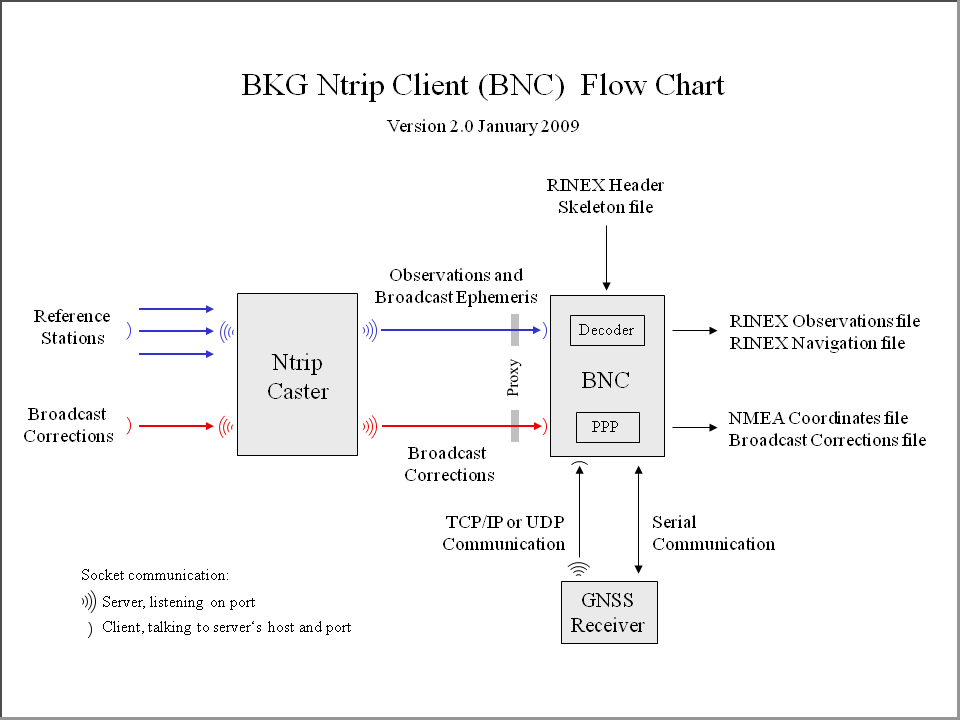 BKG Ntrip Client (BNC) Flow Chart
Version 2.0 January 2009
RINEX Header
Skeleton file
Observations and
Broadcast Ephemeris
Reference
Stations
Ntrip
Caster
Proxy
Decoder
BNC
PPP
RINEX Observations file
RINEX Navigation file
Broadcast
Corrections
Broadcast
Corrections
NMEA Coordinates file
Broadcast Corrections file
TCP/IP or UDP
Communication
Serial
Communication
GNSS
Receiver
Socket communication:
Server, listening on port
Client, talking to server's host and port